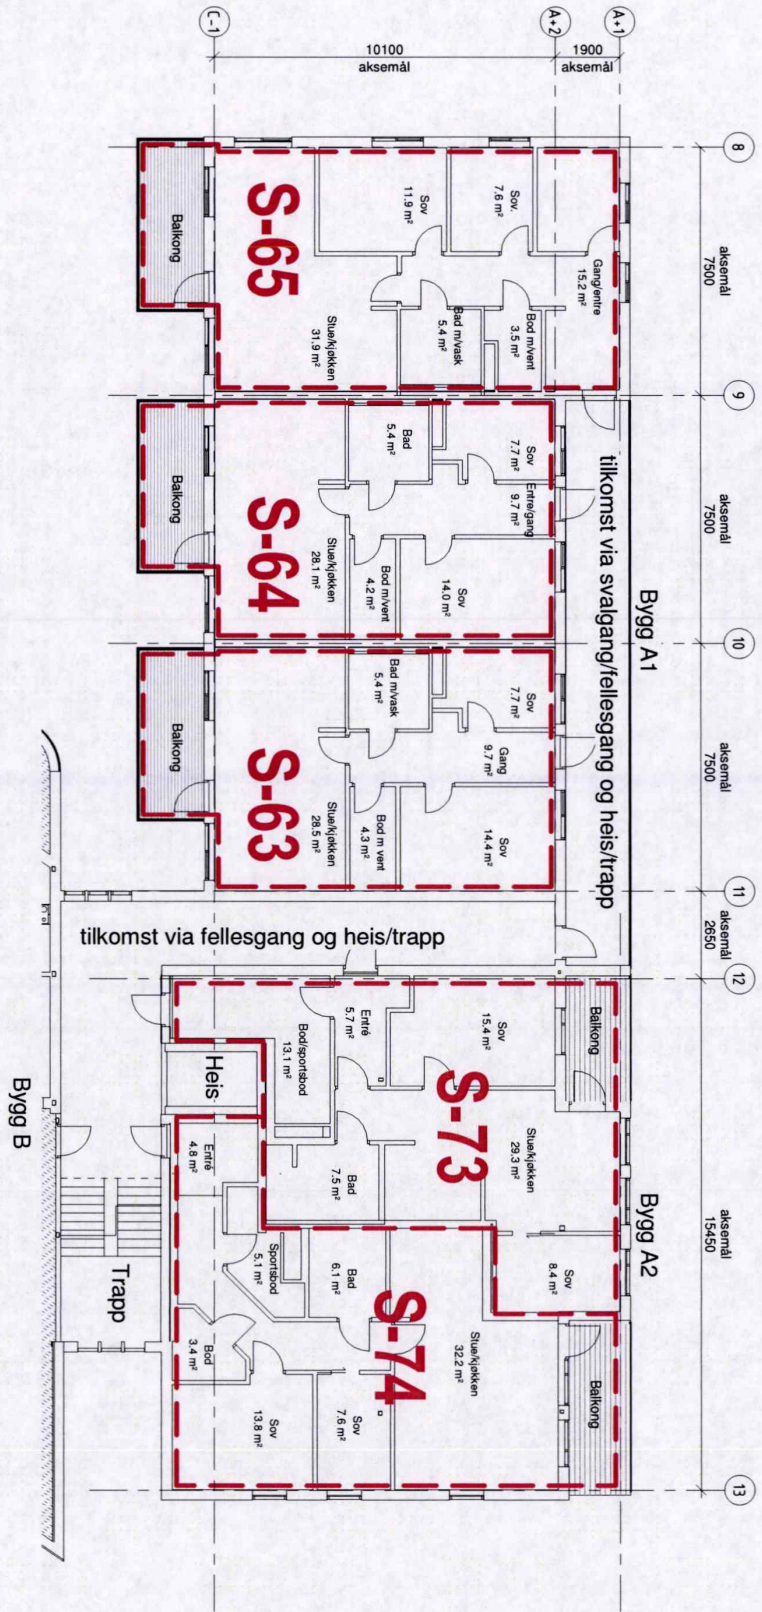 C-1
A+2
A+1
10100
aksemål
1900
aksemål
8
aksemål
7500
9
aksemål
7500
10
aksemål
7500
11
aksemål
2650
12
aksemål
15450
13
Bygg A1
tilkomst via svalgang/fellesgang og heis/trapp
Bygg A2
S-65
Sov
11.9 m²
Sov.
7.6 m²
Gang/entre
15.2 m²
Bod m/vent
3.5 m²
Bad m/vask
5.4 m²
Stue/kjøkken
31.9 m²
Balkong
S-64
Sov
7.7 m²
Entre/gang
9.7 m²
Bad
5.4 m²
Sov
14.0 m²
Bod m/vent
4.2 m²
Stue/kjøkken
28.1 m²
Balkong
S-63
Sov
7.7 m²
Gang
9.7 m²
Bad m/vask
5.4 m²
Sov
14.4 m²
Bod m vent
4.3 m²
Stue/kjøkken
28.5 m²
Balkong
tilkomst via fellesgang og heis/trapp
S-73
Balkong
Sov
15.4 m²
Entré
5.7 m²
Bod/sportsbod
13.1 m²
Stue/kjøkken
29.3 m²
Bad
7.5 m²
Sov
8.4 m²
Heis
S-74
Entré
4.8 m²
Sportsbod
5.1 m²
Bad
6.1 m²
Stue/kjøkken
32.2 m²
Bod
3.4 m²
Sov
13.8 m²
Sov
7.6 m²
Balkong
Trapp
Bygg B